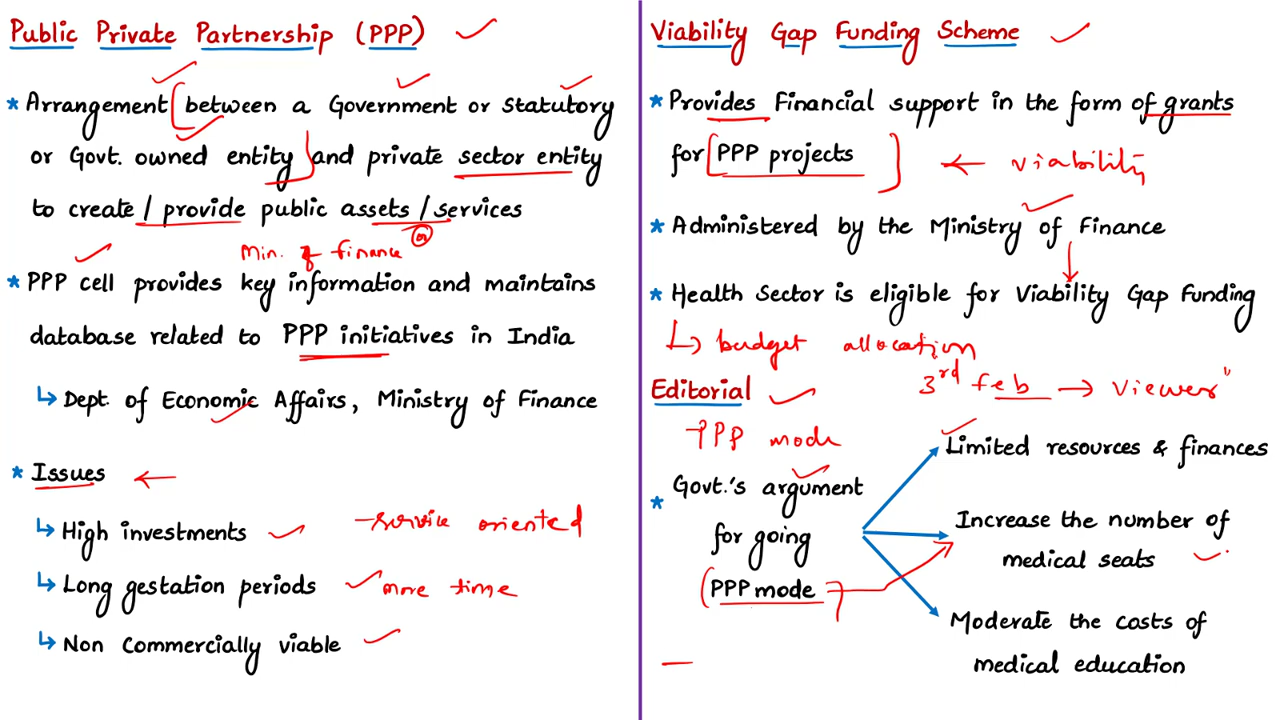 Public Private Partnership (PPP)
* Arrangement between a Government or statutory
or Govt. owned entity and private sector entity
to create / provide public assets / services
Min. of finance
* PPP cell provides key information and maintains
database related to PPP initiatives in India
↳ Dept. of Economic Affairs, Ministry of Finance
* Issues ←
↳ High investments
service oriented
↳ Long gestation periods
more time
↳ Non Commercially viable
Viability Gap Funding Scheme
* Provides Financial support in the form of grants
for PPP projects ← viability
* Administered by the Ministry of Finance
* Health Sector is eligible for Viability Gap Funding
↳ budget allocation
3rd feb → viewer"
Editorial
PPP mode
* Govt.'s argument
for going
(PPP mode
Limited resources & finances
Increase the number of
medical seats
Moderate the costs of
medical education